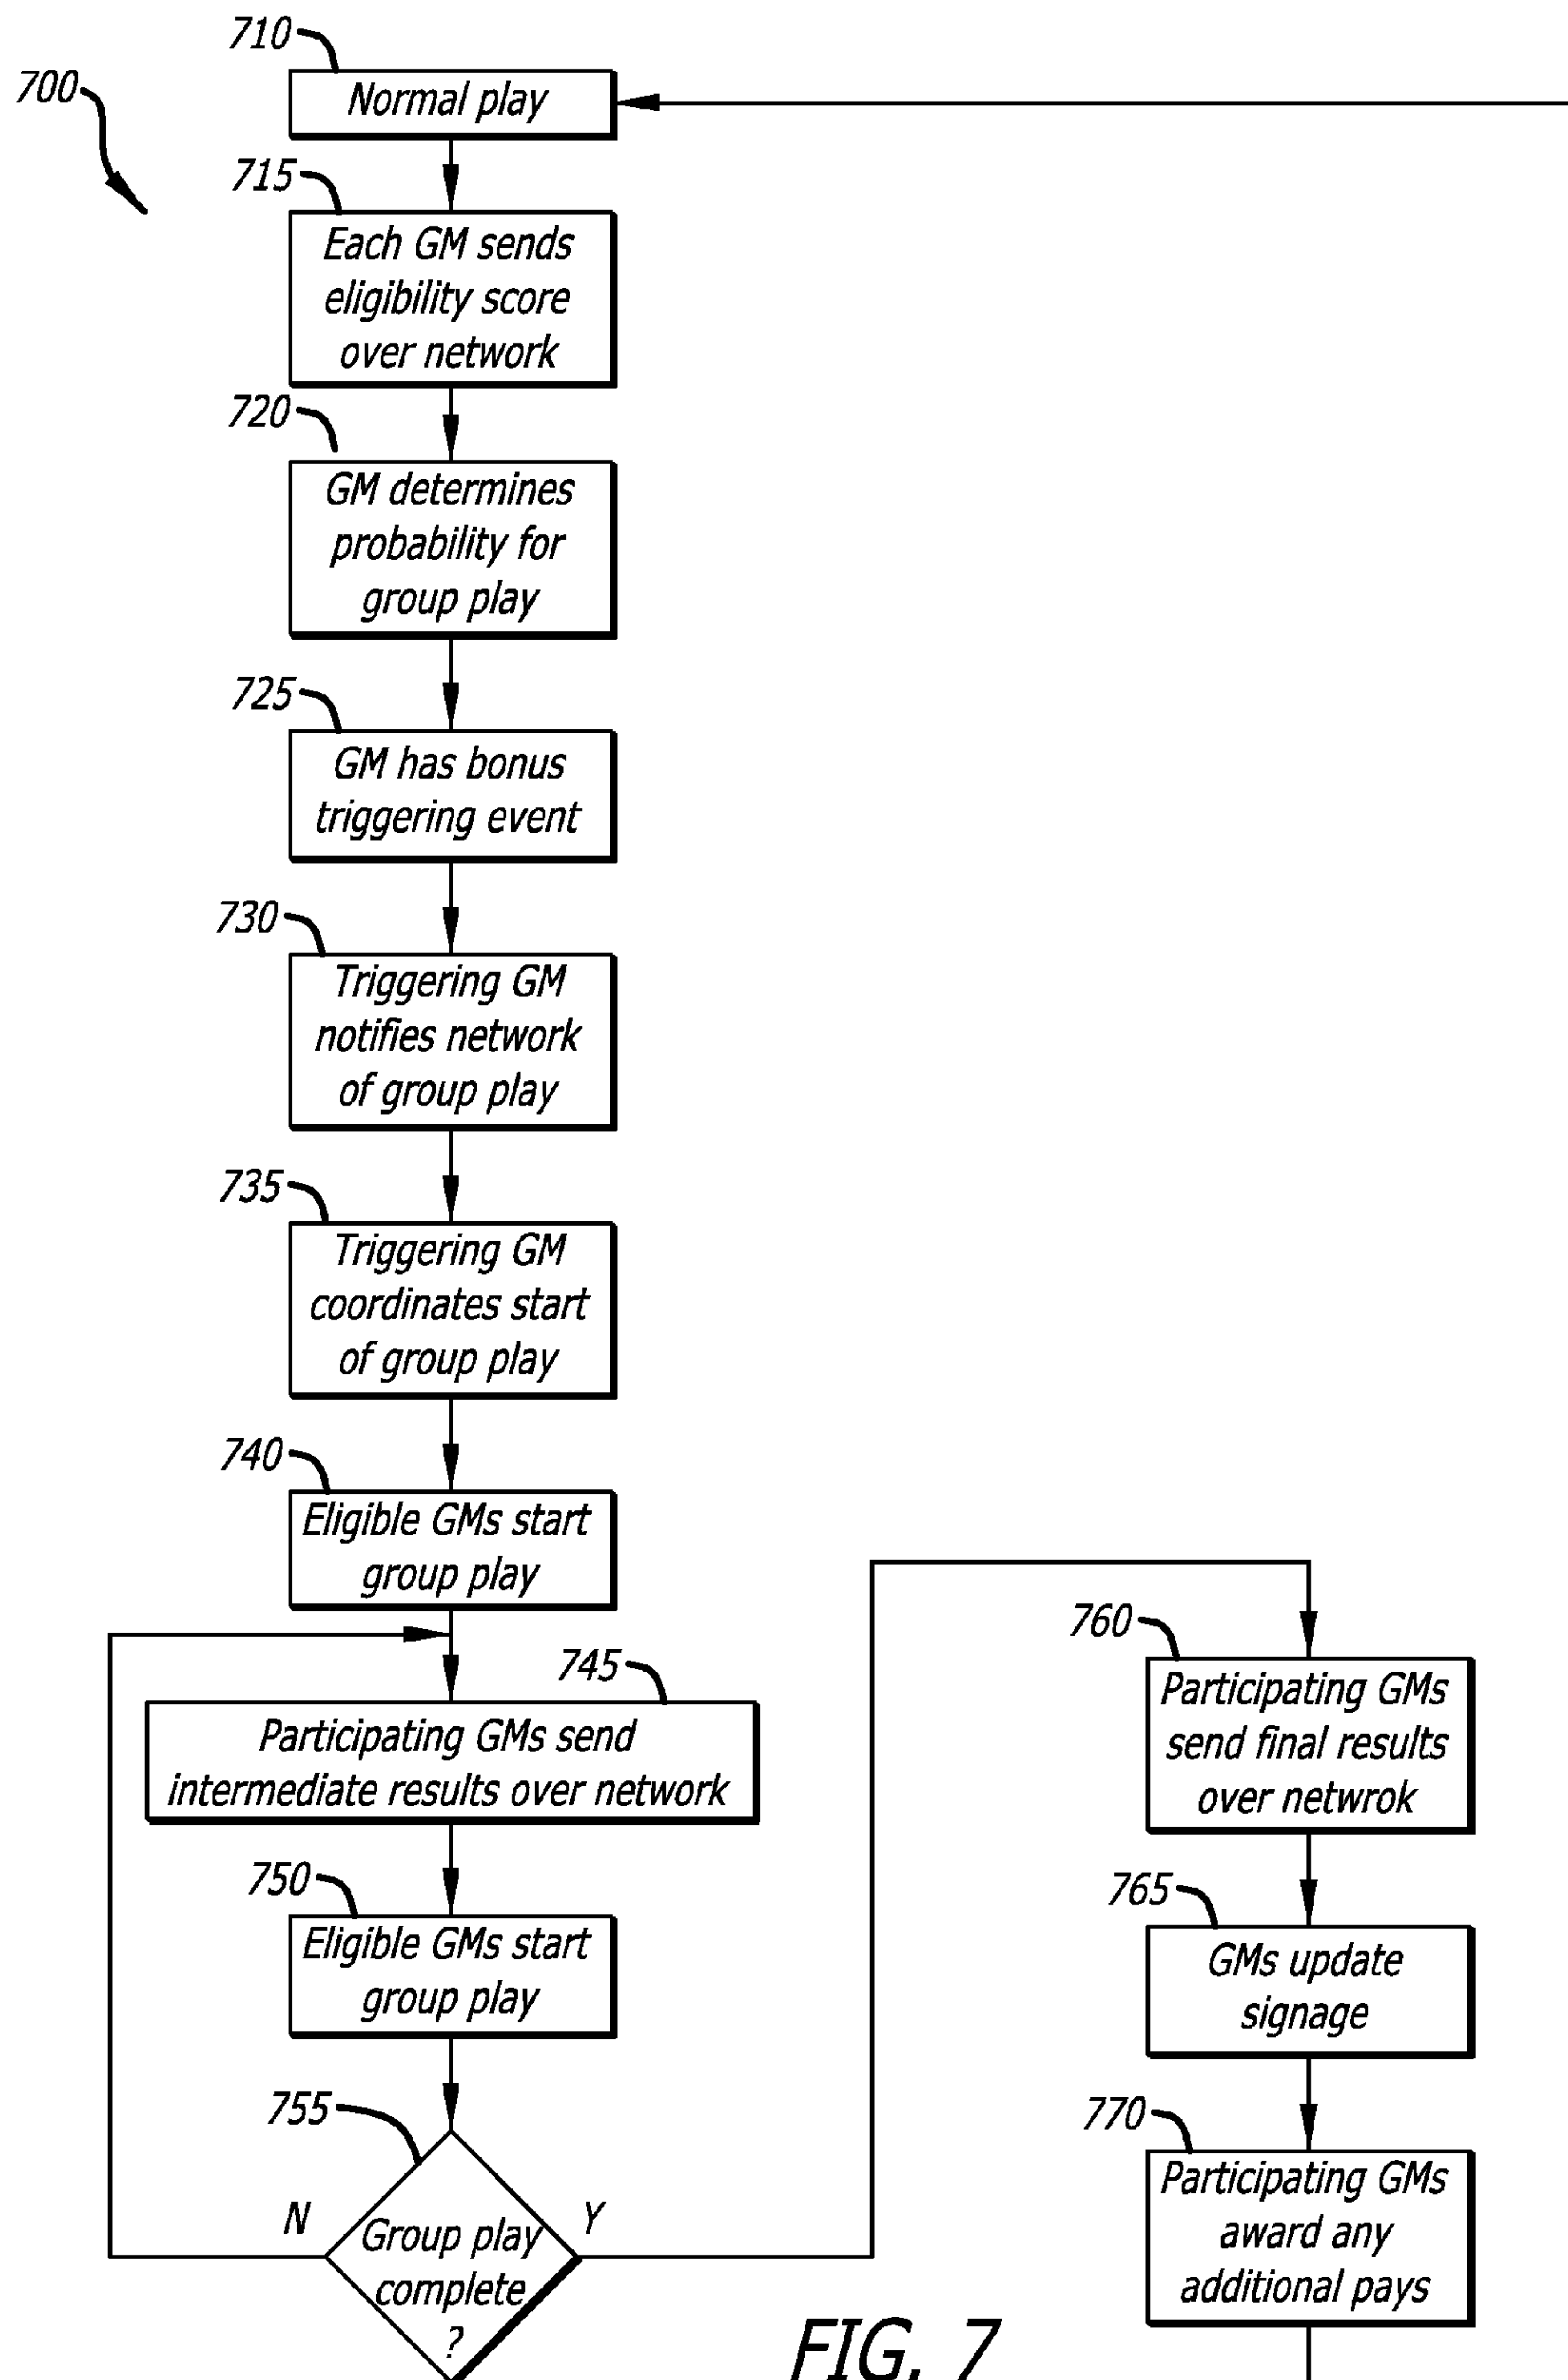 700
710
Normal play
715
Each GM sends
eligibility score
over network
720
GM determines
probability for
group play
725
GM has bonus
triggering event
730
Triggering GM
notifies network
of group play
735
Triggering GM
coordinates start
of group play
740
Eligible GMs start
group play
745
Participating GMs send
intermediate results over network
750
Eligible GMs start
group play
755
N
Y
Group play
complete
?
760
Participating GMs
send final results
over netwrok
765
GMs update
signage
770
Participating GMs
award any
additional pays
FIG. 7